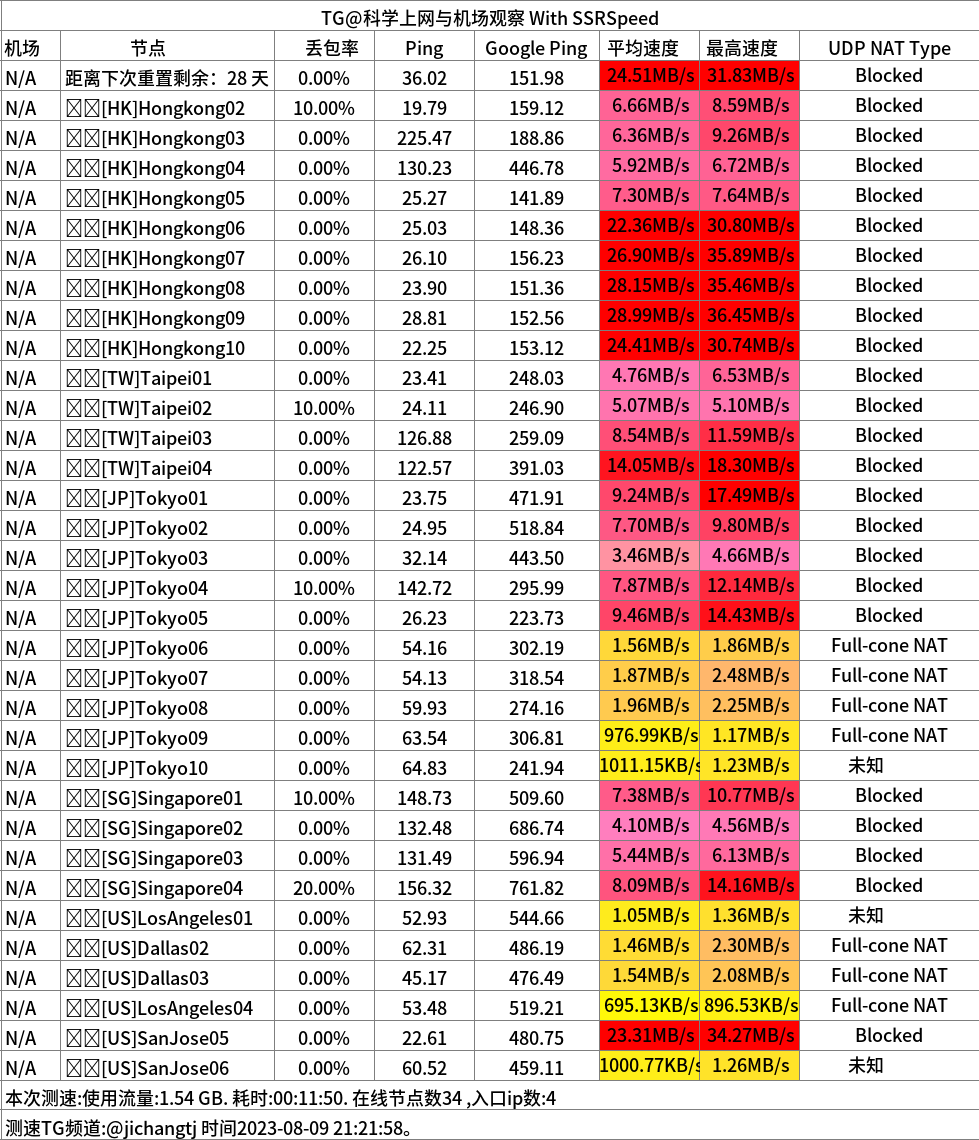 TG@科学上网与机场观察 With SSRSpeed
机场 节点 丢包率 Ping Google Ping 平均速度 最高速度 UDP NAT Type
N/A 距离下次重置剩余：28 天 0.00% 36.02 151.98 24.51MB/s 31.83MB/s Blocked
N/A [HK]Hongkong02 10.00% 19.79 159.12 6.66MB/s 8.59MB/s Blocked
N/A [HK]Hongkong03 0.00% 225.47 188.86 6.36MB/s 9.26MB/s Blocked
N/A [HK]Hongkong04 0.00% 130.23 446.78 5.92MB/s 6.72MB/s Blocked
N/A [HK]Hongkong05 0.00% 25.27 141.89 7.30MB/s 7.64MB/s Blocked
N/A [HK]Hongkong06 0.00% 25.03 148.36 22.36MB/s 30.80MB/s Blocked
N/A [HK]Hongkong07 0.00% 26.10 156.23 26.90MB/s 35.89MB/s Blocked
N/A [HK]Hongkong08 0.00% 23.90 151.36 28.15MB/s 35.46MB/s Blocked
N/A [HK]Hongkong09 0.00% 28.81 152.56 28.99MB/s 36.45MB/s Blocked
N/A [HK]Hongkong10 0.00% 22.25 153.12 24.41MB/s 30.74MB/s Blocked
N/A [TW]Taipei01 0.00% 23.41 248.03 4.76MB/s 6.53MB/s Blocked
N/A [TW]Taipei02 10.00% 24.11 246.90 5.07MB/s 5.10MB/s Blocked
N/A [TW]Taipei03 0.00% 126.88 259.09 8.54MB/s 11.59MB/s Blocked
N/A [TW]Taipei04 0.00% 122.57 391.03 14.05MB/s 18.30MB/s Blocked
N/A [JP]Tokyo01 0.00% 23.75 471.91 9.24MB/s 17.49MB/s Blocked
N/A [JP]Tokyo02 0.00% 24.95 518.84 7.70MB/s 9.80MB/s Blocked
N/A [JP]Tokyo03 0.00% 32.14 443.50 3.46MB/s 4.66MB/s Blocked
N/A [JP]Tokyo04 10.00% 142.72 295.99 7.87MB/s 12.14MB/s Blocked
N/A [JP]Tokyo05 0.00% 26.23 223.73 9.46MB/s 14.43MB/s Blocked
N/A [JP]Tokyo06 0.00% 54.16 302.19 1.56MB/s 1.86MB/s Full-cone NAT
N/A [JP]Tokyo07 0.00% 54.13 318.54 1.87MB/s 2.48MB/s Full-cone NAT
N/A [JP]Tokyo08 0.00% 59.93 274.16 1.96MB/s 2.25MB/s Full-cone NAT
N/A [JP]Tokyo09 0.00% 63.54 306.81 976.99KB/s 1.17MB/s Full-cone NAT
N/A [JP]Tokyo10 0.00% 64.83 241.94 1011.15KB/s 1.23MB/s 未知
N/A [SG]Singapore01 10.00% 148.73 509.60 7.38MB/s 10.77MB/s Blocked
N/A [SG]Singapore02 0.00% 132.48 686.74 4.10MB/s 4.56MB/s Blocked
N/A [SG]Singapore03 0.00% 131.49 596.94 5.44MB/s 6.13MB/s Blocked
N/A [SG]Singapore04 20.00% 156.32 761.82 8.09MB/s 14.16MB/s Blocked
N/A [US]LosAngeles01 0.00% 52.93 544.66 1.05MB/s 1.36MB/s 未知
N/A [US]Dallas02 0.00% 62.31 486.19 1.46MB/s 2.30MB/s Full-cone NAT
N/A [US]Dallas03 0.00% 45.17 476.49 1.54MB/s 2.08MB/s Full-cone NAT
N/A [US]LosAngeles04 0.00% 53.48 519.21 695.13KB/s 896.53KB/s Full-cone NAT
N/A [US]SanJose05 0.00% 22.61 480.75 23.31MB/s 34.27MB/s Blocked
N/A [US]SanJose06 0.00% 60.52 459.11 1000.77KB/s 1.26MB/s 未知
本次测速:使用流量:1.54 GB. 耗时:00:11:50. 在线节点数34 ,入口ip数:4
测速TG频道:@jichangtj 时间2023-08-09 21:21:58。